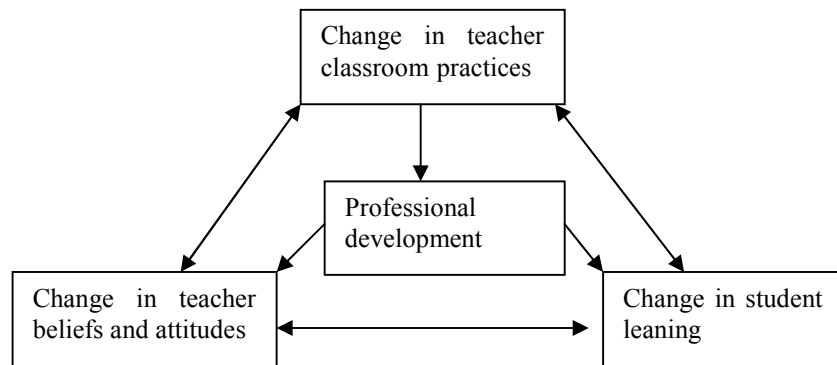 Change in teacher
classroom practices
Professional
development
Change in teacher
beliefs and attitudes
Change in student
leaning